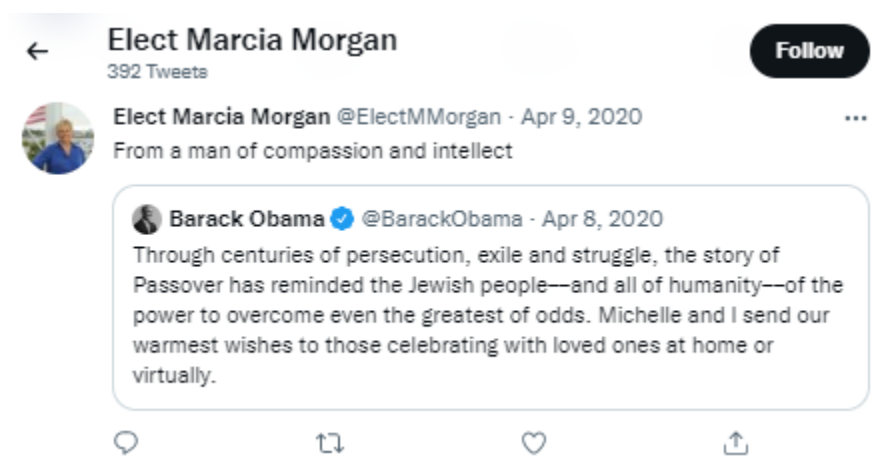 Elect Marcia Morgan
392 Tweets
Follow
Elect Marcia Morgan @ElectMMorgan · Apr 9, 2020
From a man of compassion and intellect
Barack Obama @BarackObama · Apr 8, 2020
Through centuries of persecution, exile and struggle, the story of
Passover has reminded the Jewish people—and all of humanity—of the
power to overcome even the greatest of odds. Michelle and I send our
warmest wishes to those celebrating with loved ones at home or
virtually.